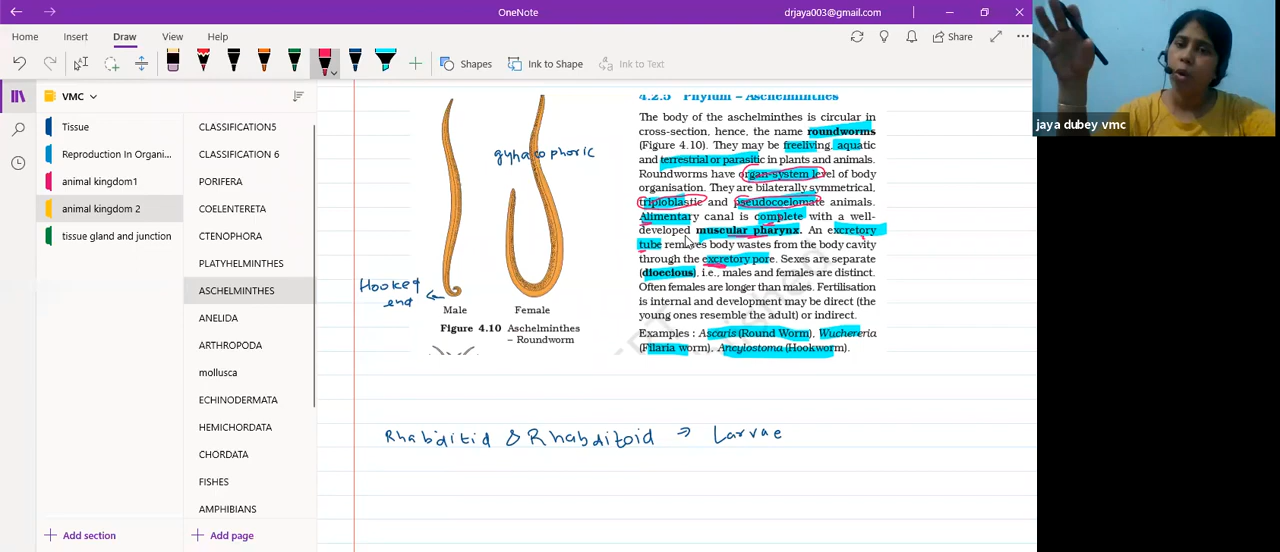 OneNote
drjaya003@gmail.com
Home
Insert
Draw
View
Help
Share
Shapes
Ink to Shape
Ink to Text
VMC
Tissue
Reproduction In Organi...
animal kingdom1
animal kingdom 2
tissue gland and junction
CLASSIFICATION5
CLASSIFICATION 6
PORIFERA
COELENTERETA
CTENOPHORA
PLATYHELMINTHES
ASCHELMINTHES
ANELIDA
ARTHROPODA
mollusca
ECHINODERMATA
HEMICHORDATA
CHORDATA
FISHES
AMPHIBIANS
Add section
Add page
Hooked
end
Male
Female
Figure 4.10 Aschelminthes
– Roundworm
4.2.5 Phylum – Aschelminthes
The body of the aschelminthes is circular in
cross-section, hence, the name roundworms
(Figure 4.10). They may be freeliving, aquatic
and terrestrial or parasitic in plants and animals.
Roundworms have organ-system level of body
organisation. They are bilaterally symmetrical,
triploblastic and pseudocoelomate animals.
Alimentary canal is complete with a well-
developed muscular pharynx. An excretory
tube removes body wastes from the body cavity
through the excretory pore. Sexes are separate
(dioecious), i.e., males and females are distinct.
Often females are longer than males. Fertilisation
is internal and development may be direct (the
young ones resemble the adult) or indirect.
Examples : Ascaris (Round Worm), Wuchereria
(Filaria worm), Ancylostoma (Hookworm).
Rhabditid & Rhabditoid → Larvae
jaya dubey vmc